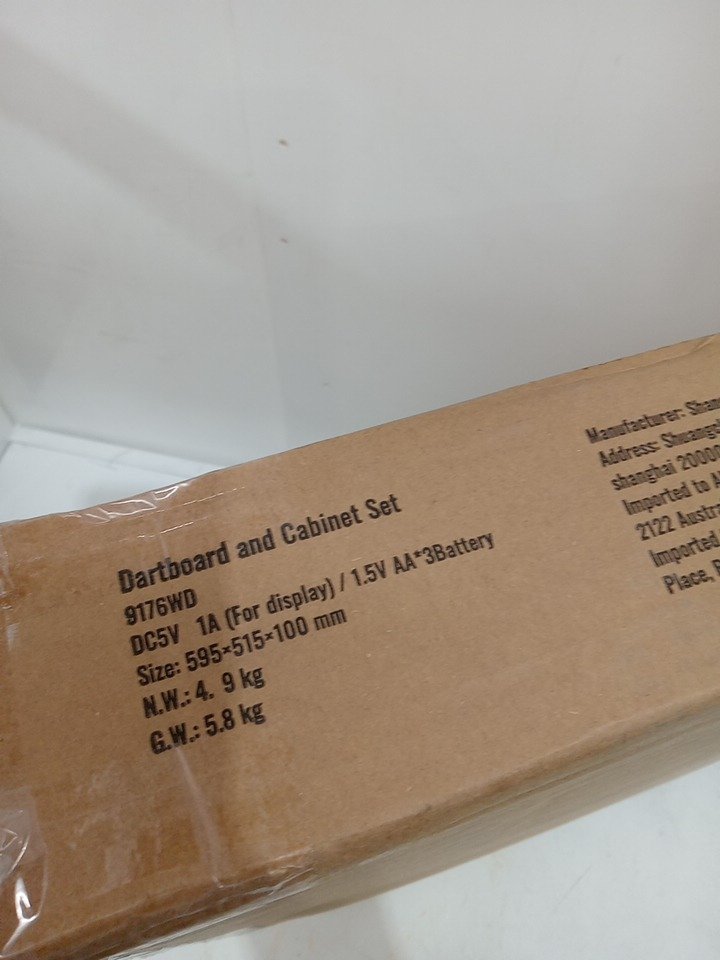 Dartboard and Cabinet Set
9176WD
DC5V 1A (For display) / 1.5V AA*3Battery
Size: 595×515×100 mm
N.W.: 4. 9 kg
G.W.: 5.8 kg
Manufacturer:
Address:
shanghai
Imported to
2122
Imported
Place,